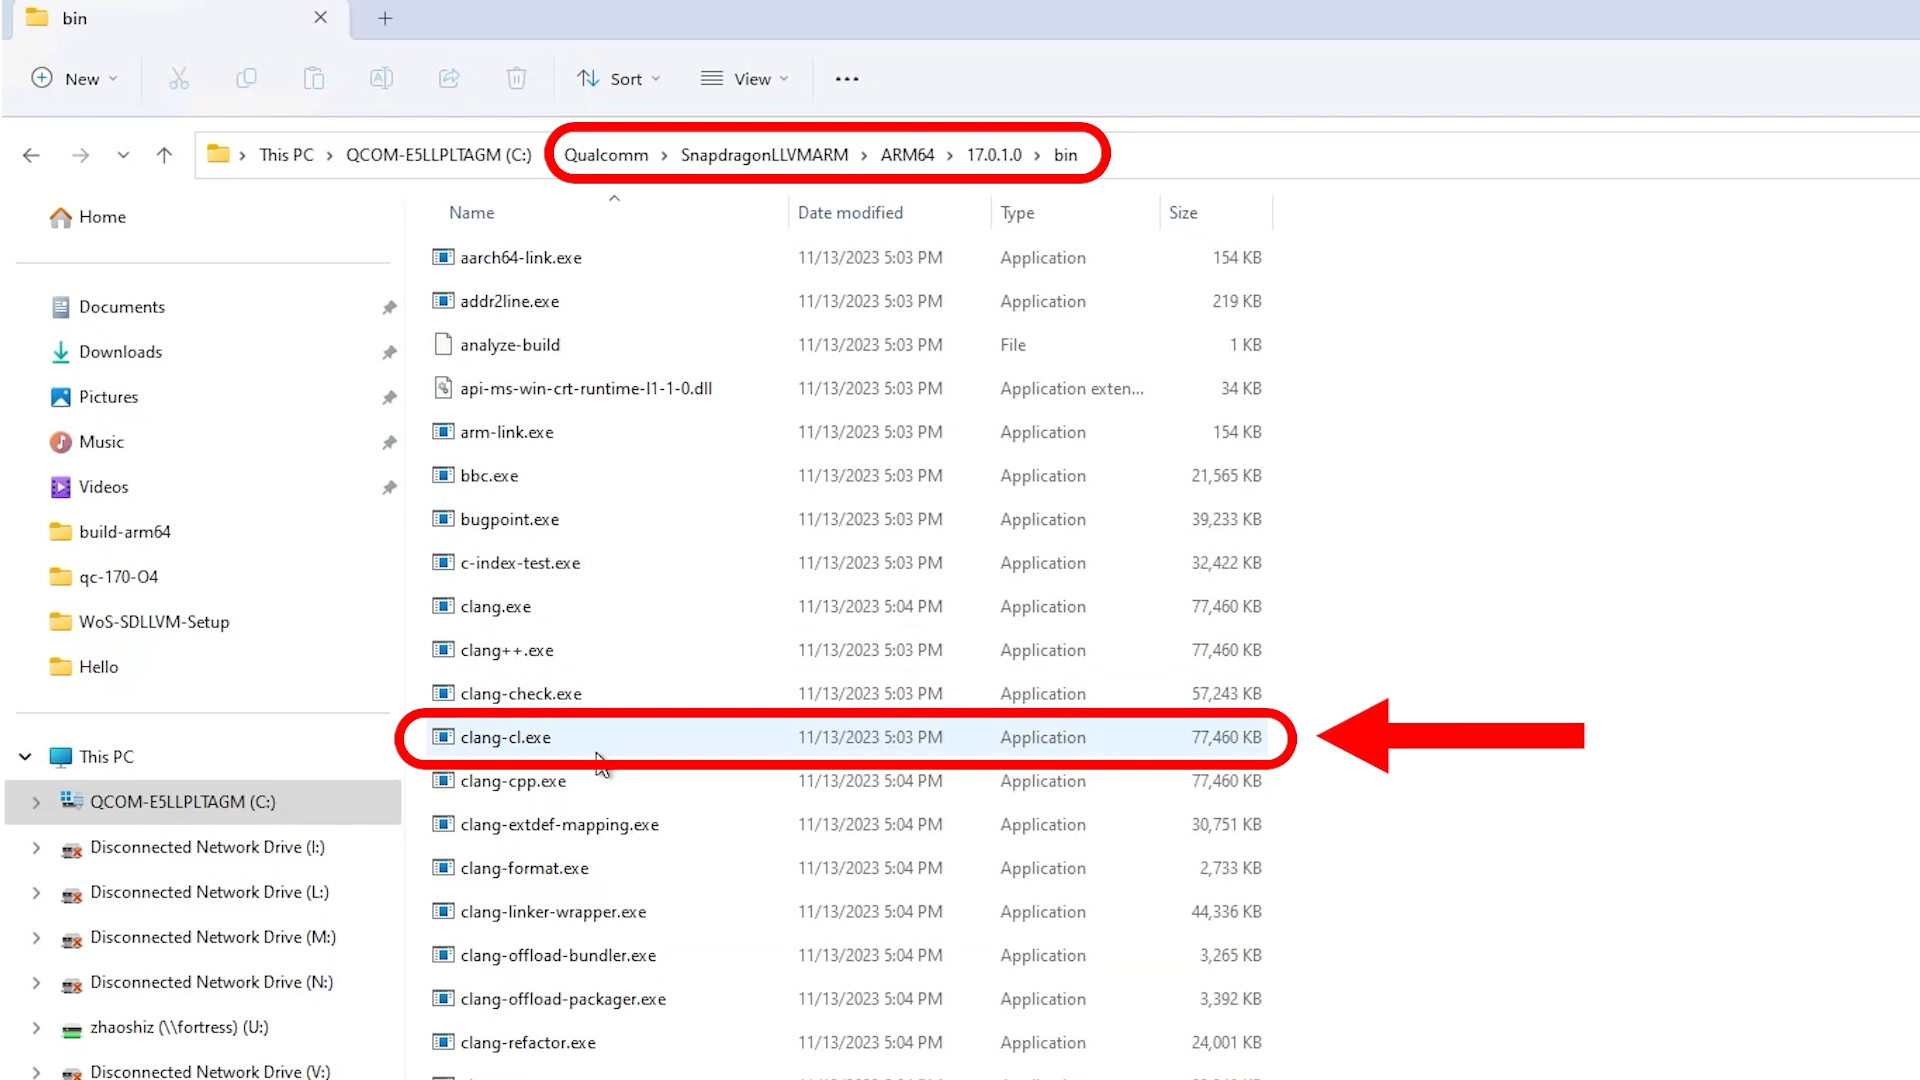 bin
New
Sort
View
This PC > QCOM-E5LLPLTAGM (C:) Qualcomm > SnapdragonLLVMARM > ARM64 > 17.0.1.0 > bin
Home
Documents
Downloads
Pictures
Music
Videos
build-arm64
qc-170-O4
WoS-SDLLVM-Setup
Hello
This PC
QCOM-E5LLPLTAGM (C:)
Disconnected Network Drive (I:)
Disconnected Network Drive (L:)
Disconnected Network Drive (M:)
Disconnected Network Drive (N:)
zhaoshiz (\\fortress) (U:)
Disconnected Network Drive (V:)
Name Date modified Type Size
aarch64-link.exe 11/13/2023 5:03 PM Application 154 KB
addr2line.exe 11/13/2023 5:03 PM Application 219 KB
analyze-build 11/13/2023 5:03 PM File 1 KB
api-ms-win-crt-runtime-l1-1-0.dll 11/13/2023 5:03 PM Application exten... 34 KB
arm-link.exe 11/13/2023 5:03 PM Application 154 KB
bbc.exe 11/13/2023 5:03 PM Application 21,565 KB
bugpoint.exe 11/13/2023 5:03 PM Application 39,233 KB
c-index-test.exe 11/13/2023 5:03 PM Application 32,422 KB
clang.exe 11/13/2023 5:04 PM Application 77,460 KB
clang++.exe 11/13/2023 5:03 PM Application 77,460 KB
clang-check.exe 11/13/2023 5:03 PM Application 57,243 KB
clang-cl.exe 11/13/2023 5:03 PM Application 77,460 KB
clang-cpp.exe 11/13/2023 5:04 PM Application 77,460 KB
clang-extdef-mapping.exe 11/13/2023 5:04 PM Application 30,751 KB
clang-format.exe 11/13/2023 5:04 PM Application 2,733 KB
clang-linker-wrapper.exe 11/13/2023 5:04 PM Application 44,336 KB
clang-offload-bundler.exe 11/13/2023 5:04 PM Application 3,265 KB
clang-offload-packager.exe 11/13/2023 5:04 PM Application 3,392 KB
clang-refactor.exe 11/13/2023 5:04 PM Application 24,001 KB